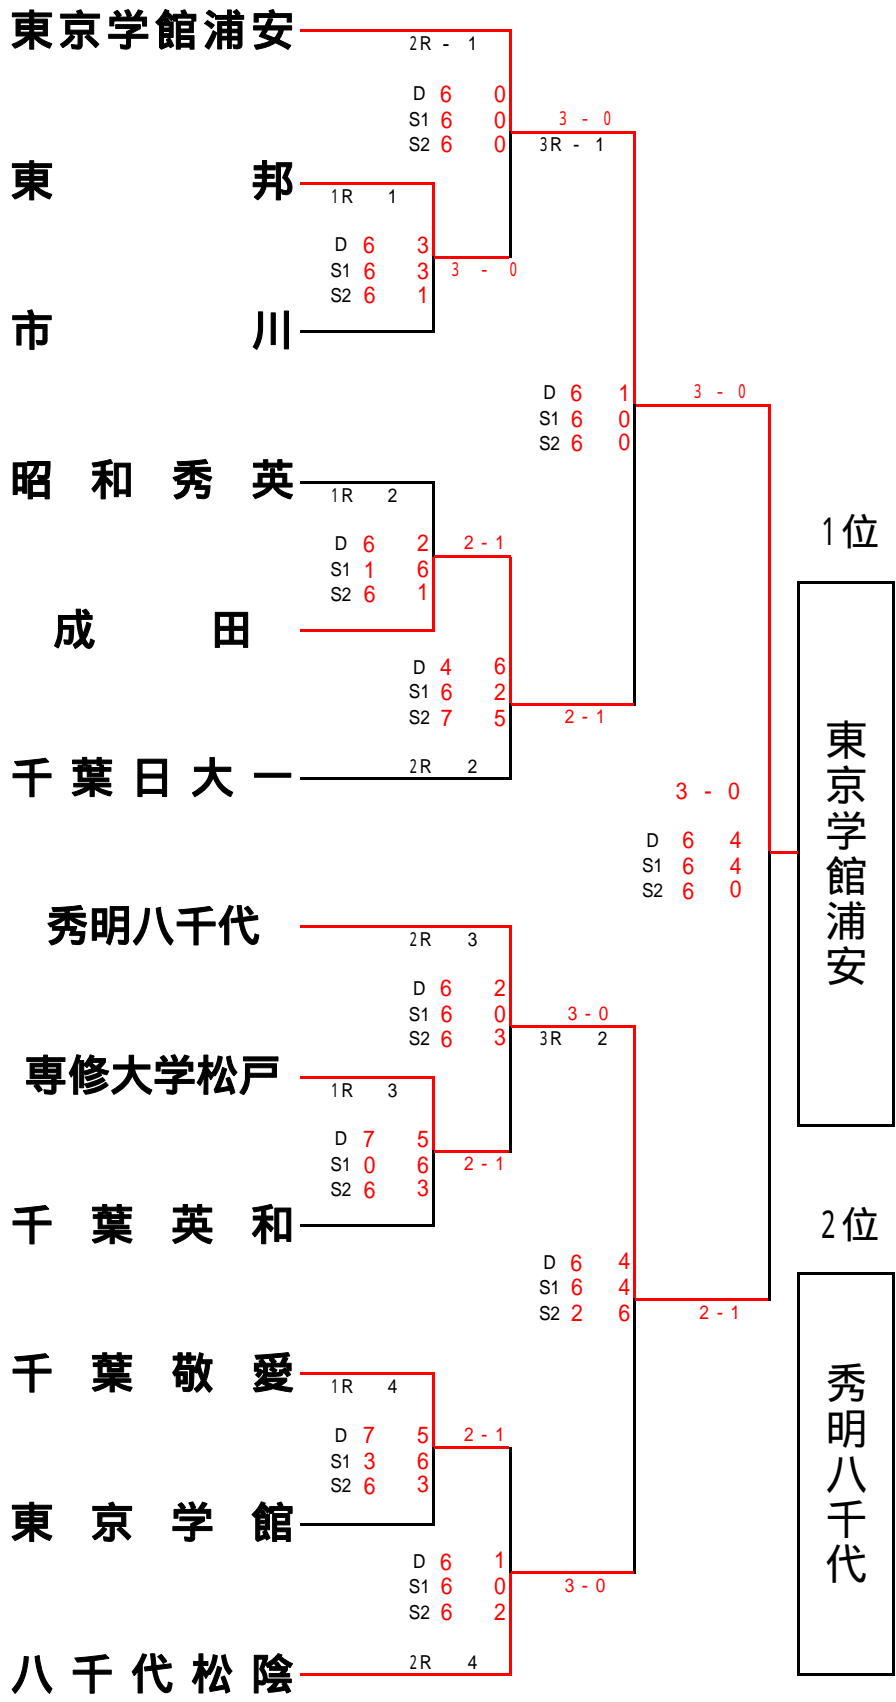 東京学館浦安
2R - 1
D 6 0
S1 6 0
S2 6 0
3 - 0
3R - 1
東邦
1R 1
D 6 3
S1 6 3
S2 6 1
3 - 0
市川
D 6 1
S1 6 0
S2 6 0
3 - 0
昭和秀英
1R 2
D 6 2
S1 1 6
S2 6 1
2-1
成田
D 4 6
S1 6 2
S2 7 5
2-1
千葉日大一
2R 2
1位
東京学館浦安
3 - 0
D 6 4
S1 6 4
S2 6 0
秀明八千代
2R 3
D 6 2
S1 6 0
S2 6 3
3-0
3R 2
専修大学松戸
1R 3
D 7 5
S1 0 6
S2 6 3
2-1
千葉英和
D 6 4
S1 6 4
S2 2 6
2-1
2位
秀明八千代
千葉敬愛
1R 4
D 7 5
S1 3 6
S2 6 3
2-1
東京学館
D 6 1
S1 6 0
S2 6 2
3-0
八千代松陰
2R 4